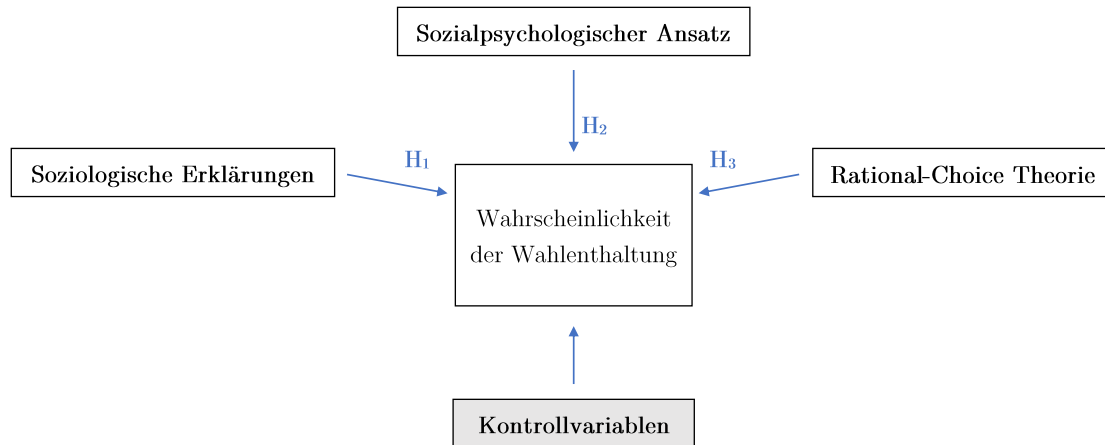 Sozialpsychologischer Ansatz
H₂
Soziologische Erklärungen
H₁
H₃
Rational-Choice Theorie
Wahrscheinlichkeit
der Wahlenthaltung
Kontrollvariablen